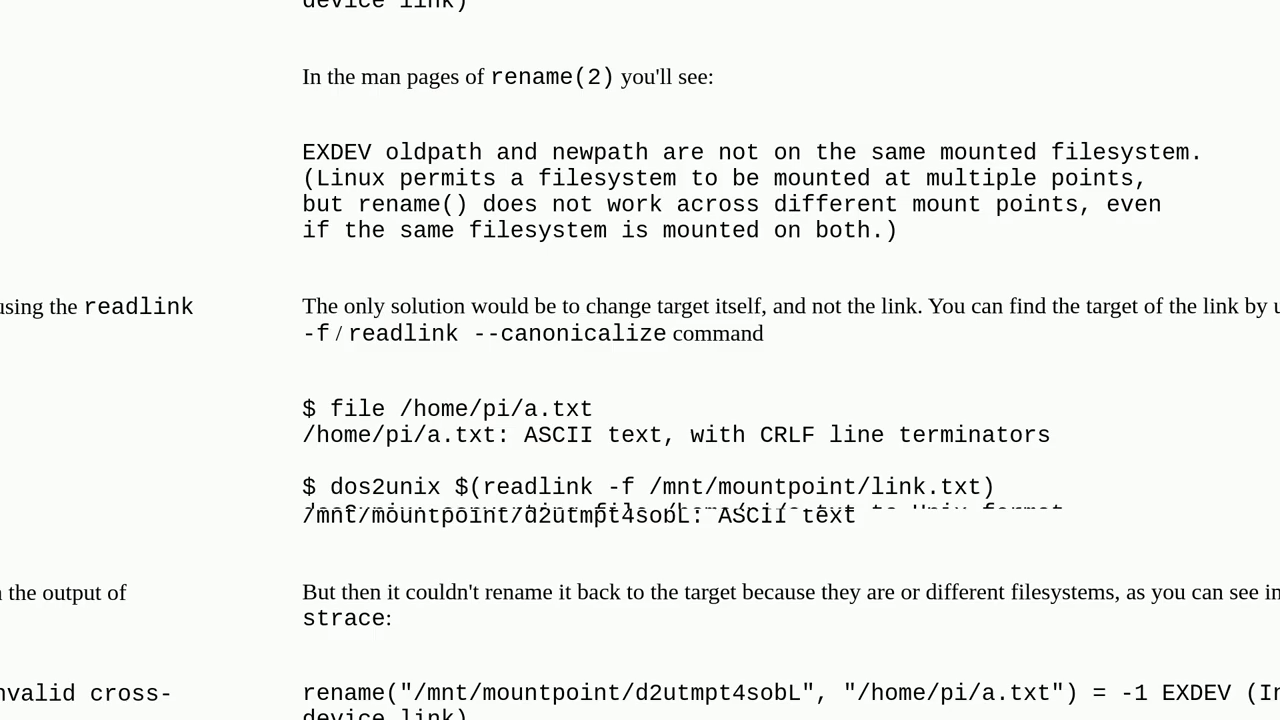 device link)
In the man pages of rename(2) you'll see:
EXDEV oldpath and newpath are not on the same mounted filesystem.
(Linux permits a filesystem to be mounted at multiple points,
but rename() does not work across different mount points, even
if the same filesystem is mounted on both.)
using the readlink
The only solution would be to change target itself, and not the link. You can find the target of the link by u
-f / readlink --canonicalize command
$ file /home/pi/a.txt
/home/pi/a.txt: ASCII text, with CRLF line terminators
$ dos2unix $(readlink -f /mnt/mountpoint/link.txt)
/mnt/mountpoint/d2utmpt4sobL: ASCII text
the output of
But then it couldn't rename it back to the target because they are or different filesystems, as you can see in
strace:
nvalid cross-
rename("/mnt/mountpoint/d2utmpt4sobL", "/home/pi/a.txt") = -1 EXDEV (In
device link)